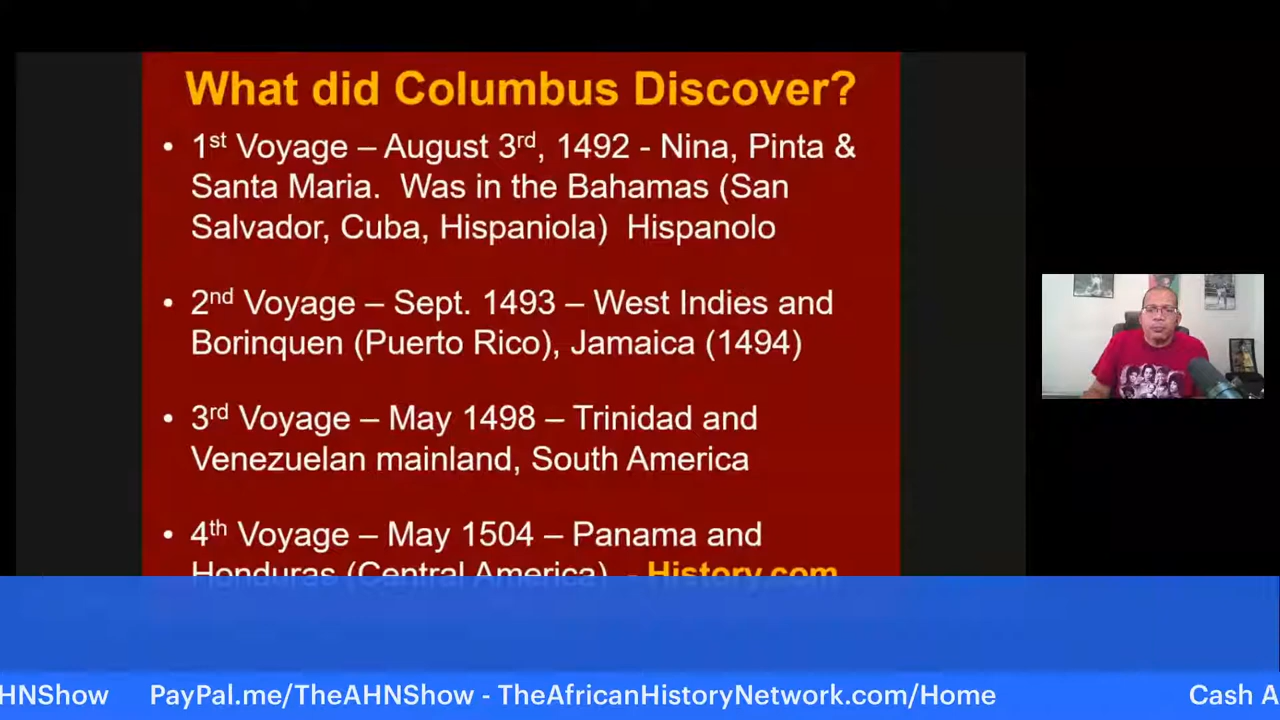 What did Columbus Discover?
• 1st Voyage – August 3rd, 1492 - Nina, Pinta &
Santa Maria. Was in the Bahamas (San
Salvador, Cuba, Hispaniola) Hispanolo
• 2nd Voyage – Sept. 1493 – West Indies and
Borinquen (Puerto Rico), Jamaica (1494)
• 3rd Voyage – May 1498 – Trinidad and
Venezuelan mainland, South America
• 4th Voyage – May 1504 – Panama and
Honduras (Central America) - History.com
HNShow PayPal.me/TheAHNShow - TheAfricanHistoryNetwork.com/Home Cash A